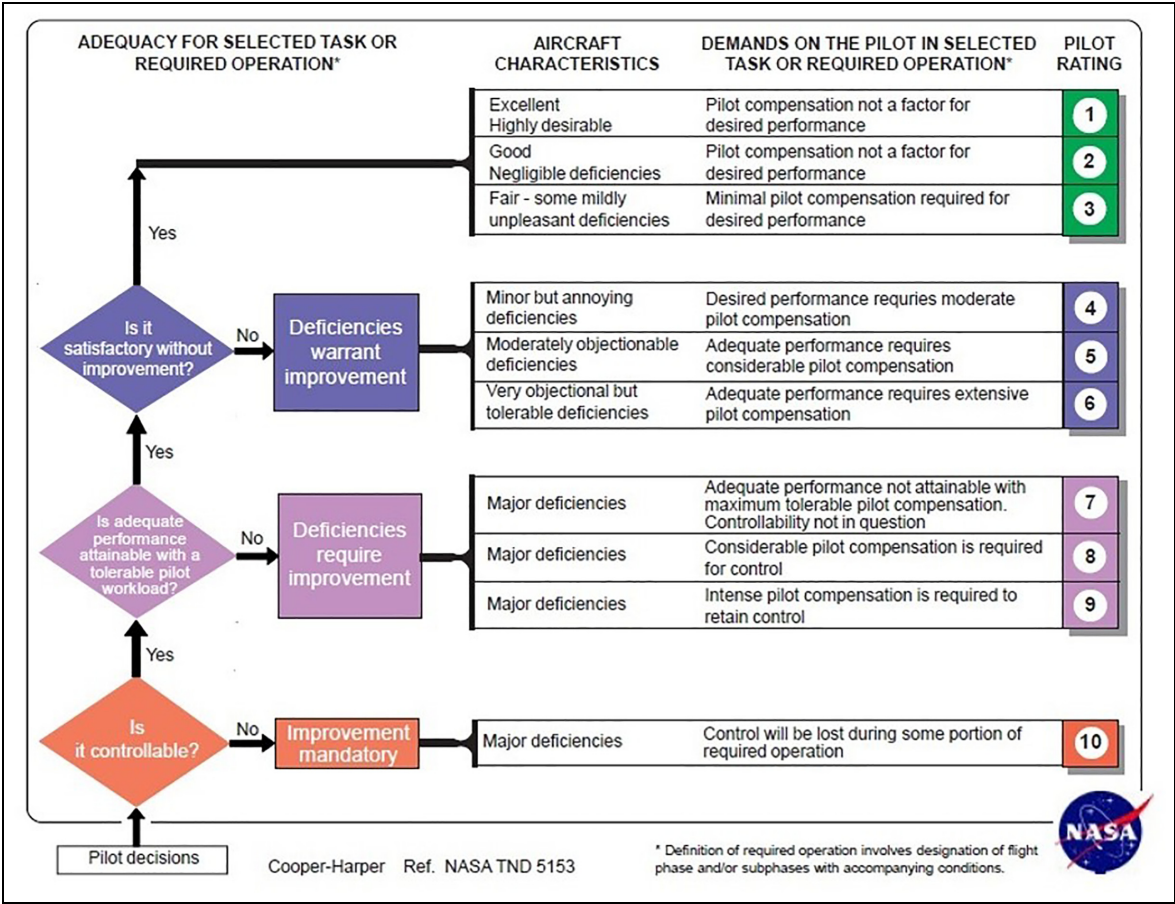 ADEQUACY FOR SELECTED TASK OR
REQUIRED OPERATION*
AIRCRAFT
CHARACTERISTICS
DEMANDS ON THE PILOT IN SELECTED
TASK OR REQUIRED OPERATION*
PILOT
RATING
Excellent
Highly desirable
Pilot compensation not a factor for
desired performance
1
Good
Negligible deficiencies
Pilot compensation not a factor for
desired performance
2
Fair - some mildly
unpleasant deficiencies
Minimal pilot compensation required for
desired performance
3
Yes
Is it
satisfactory without
improvement?
No
Deficiencies
warrant
improvement
Minor but annoying
deficiencies
Desired performance requries moderate
pilot compensation
4
Moderately objectionable
deficiencies
Adequate performance requires
considerable pilot compensation
5
Very objectional but
tolerable deficiencies
Adequate performance requires extensive
pilot compensation
6
Yes
Is adequate
performance
attainable with a
tolerable pilot
workload?
No
Deficiencies
require
improvement
Major deficiencies
Adequate performance not attainable with
maximum tolerable pilot compensation.
Controllability not in question
7
Major deficiencies
Considerable pilot compensation is required
for control
8
Major deficiencies
Intense pilot compensation is required to
retain control
9
Yes
Is
it controllable?
No
Improvement
mandatory
Major deficiencies
Control will be lost during some portion of
required operation
10
Pilot decisions
Cooper-Harper Ref. NASA TND 5153
* Definition of required operation involves designation of flight
phase and/or subphases with accompanying conditions.
NASA